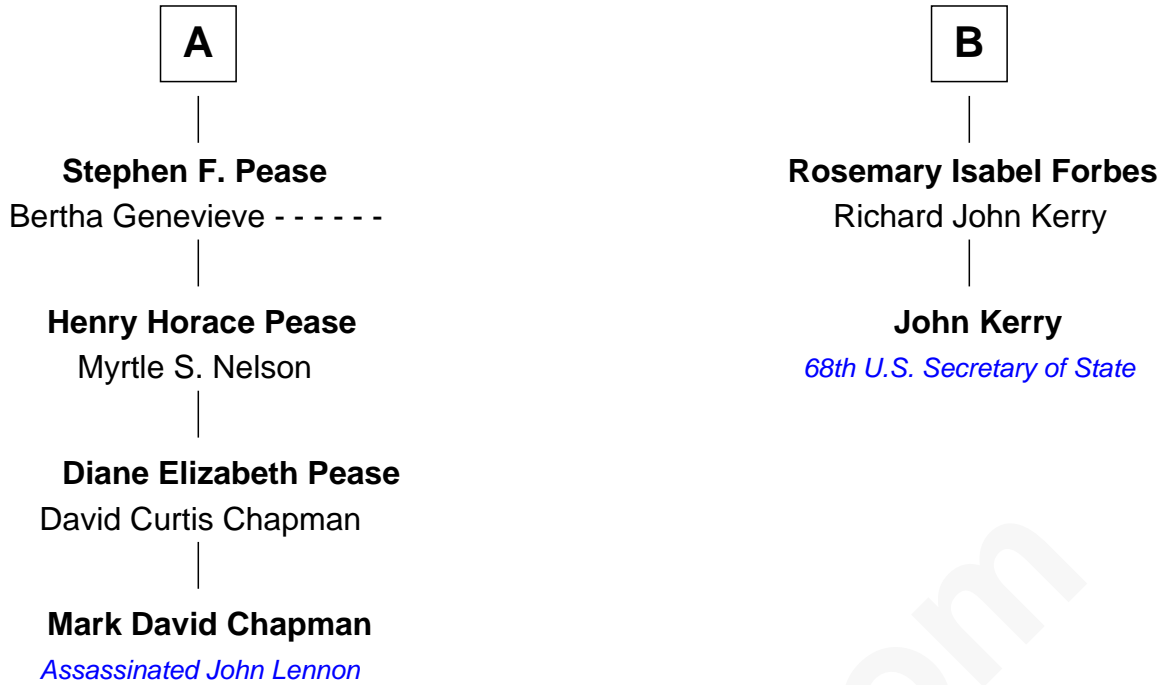 A
Stephen F. Pease
Bertha Genevieve - - - - - -
Henry Horace Pease
Myrtle S. Nelson
Diane Elizabeth Pease
David Curtis Chapman
Mark David Chapman
Assassinated John Lennon
B
Rosemary Isabel Forbes
Richard John Kerry
John Kerry
68th U.S. Secretary of State
om